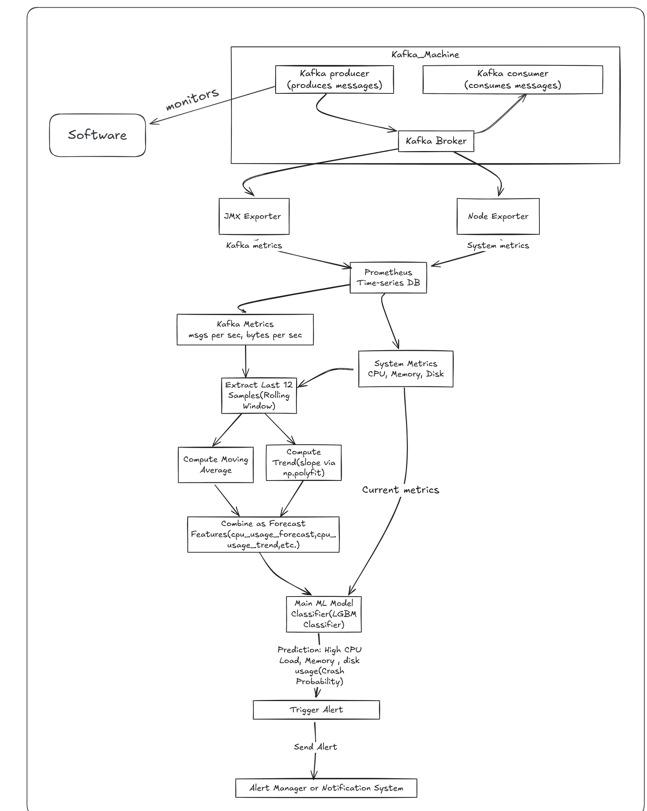 Kafka_Machine
Kafka producer
(produces messages)
Kafka consumer
(consumes messages)
monitors
Software
Kafka Broker
JMX Exporter
Node Exporter
Kafka metrics
System metrics
Prometheus
Time-series DB
Kafka Metrics
msgs per sec, bytes per sec
System Metrics
CPU, Memory, Disk
Extract Last 12
Samples(Rolling
Window)
Compute Moving
Average
Compute
Trend(slope via
np.polyfit)
Current metrics
Combine as Forecast
Features(cpu_usage_forecast,cpu_
usage_trend,etc.)
Main ML Model
Classifier(LGBM
Classifier)
Prediction: High CPU
Load, Memory , disk
usage(Crash
Probability)
Trigger Alert
Send Alert
Alert Manager or Notification System